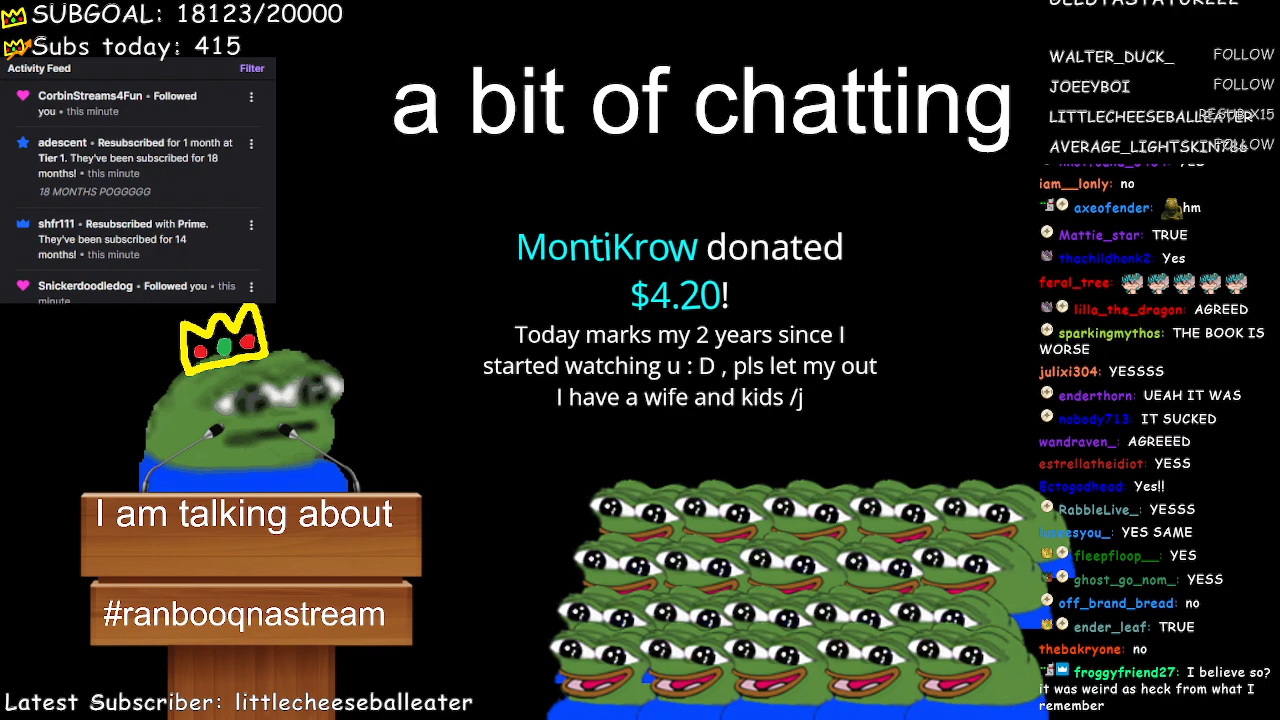 SUBGOAL: 18123/20000
Subs today: 415
Activity Feed
Filter
CorbinStreams4Fun • Followed
you • this minute
adescent • Resubscribed for 1 month at
Tier 1. They've been subscribed for 18
months! • this minute
18 MONTHS POGGGGG
shfr111 • Resubscribed with Prime.
They've been subscribed for 14
months! • this minute
Snickerdoodledog • Followed you • this
minute
a bit of chatting
MontiKrow donated
$4.20!
Today marks my 2 years since I
started watching u : D , pls let my out
I have a wife and kids /j
I am talking about
#ranbooqnastream
Latest Subscriber: littlecheeseballeater
WALTER_DUCK_ FOLLOW
JOEEYBOI FOLLOW
LITTLECHEESEBALLEATER RESUB X15
AVERAGE_LIGHTSKIN786 FOLLOW
iam__lonly: no
axeofender: hm
Mattie_star: TRUE
thachildhonk2: Yes
feral_tree:
lilla_the_dragon: AGREED
sparkingmythos: THE BOOK IS
WORSE
julixi304: YESSSS
enderthorn: UEAH IT WAS
nobody713: IT SUCKED
wandraven_: AGREEED
estrellatheidiot: YESS
Ectogodhead: Yes!!
RabbleLive_: YESSS
YES SAME
fleepfloop__: YES
ghost_go_nom_: YESS
off_brand_bread: no
ender_leaf: TRUE
thebakryone: no
froggyfriend27: I believe so?
it was weird as heck from what I
remember